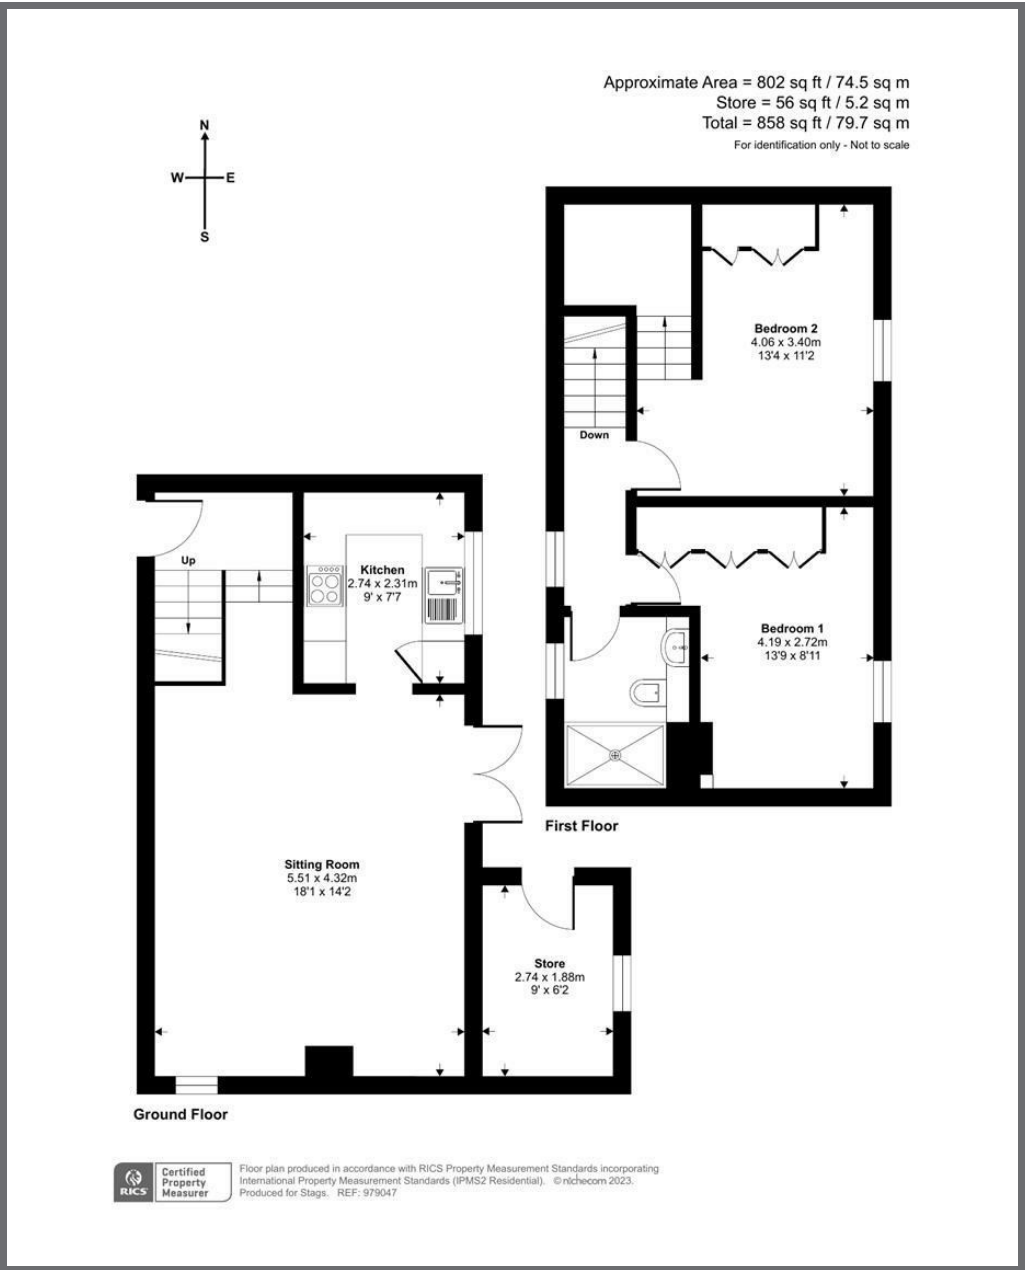 Approximate Area = 802 sq ft / 74.5 sq m
Store = 56 sq ft / 5.2 sq m
Total = 858 sq ft / 79.7 sq m
For identification only - Not to scale
N
W E
S
Bedroom 2
4.06 x 3.40m
13'4 x 11'2
Down
Bedroom 1
4.19 x 2.72m
13'9 x 8'11
First Floor
Up
Kitchen
2.74 x 2.31m
9' x 7'7
Sitting Room
5.51 x 4.32m
18'1 x 14'2
Store
2.74 x 1.88m
9' x 6'2
Ground Floor
RICS
Certified
Property
Measurer
Floor plan produced in accordance with RICS Property Measurement Standards incorporating
International Property Measurement Standards (IPMS2 Residential). © nichecom 2023.
Produced for Stags. REF: 979047